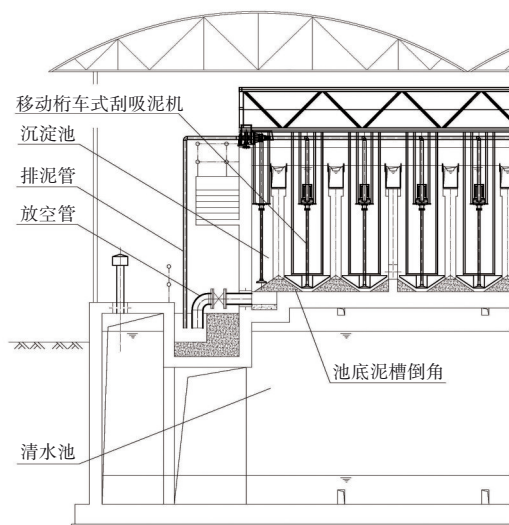 移动桁车式刮吸泥机
沉淀池
排泥管
放空管
池底泥槽倒角
清水池